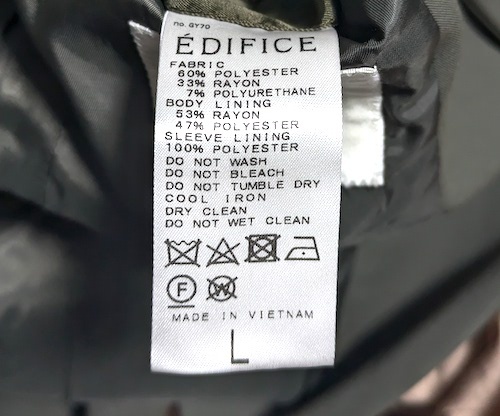 no. GY70
ÉDIFICE
FABRIC
60% POLYESTER
33% RAYON
7% POLYURETHANE
BODY LINING
53% RAYON
47% POLYESTER
SLEEVE LINING
100% POLYESTER
DO NOT WASH
DO NOT BLEACH
DO NOT TUMBLE DRY
COOL IRON
DRY CLEAN
DO NOT WET CLEAN
F W
MADE IN VIETNAM
L